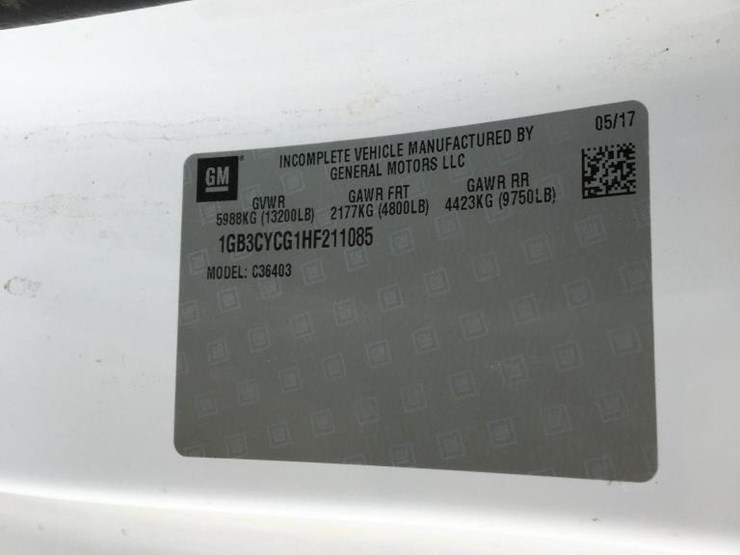 05/17
GM
INCOMPLETE VEHICLE MANUFACTURED BY
GENERAL MOTORS LLC
GVWR GAWR FRT GAWR RR
5988KG (13200LB) 2177KG (4800LB) 4423KG (9750LB)
1GB3CYCG1HF211085
MODEL: C36403